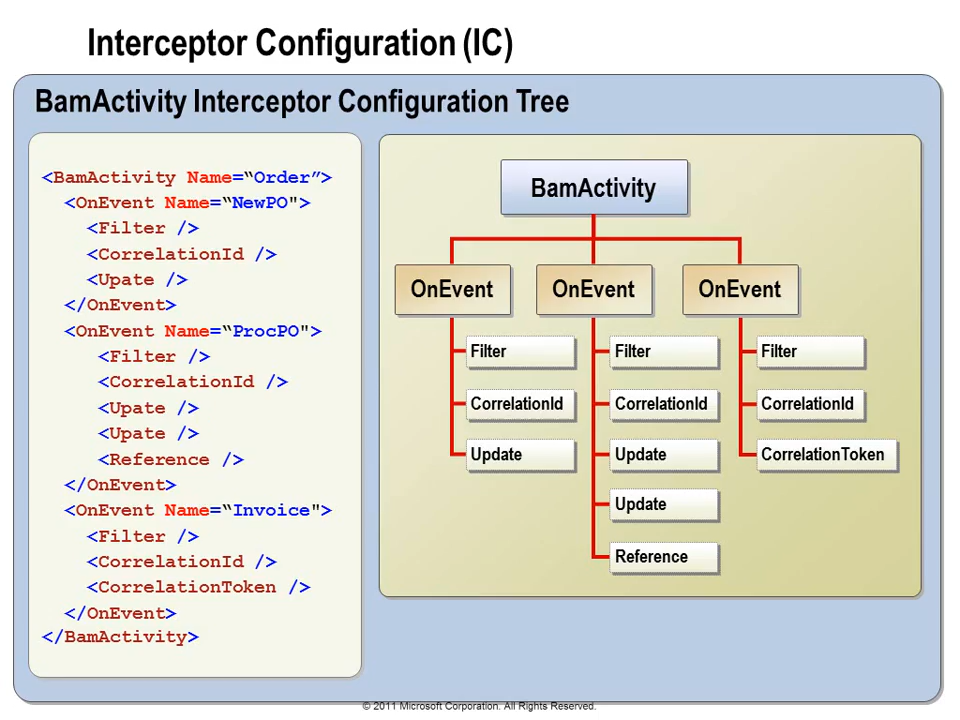 Interceptor Configuration (IC)
BamActivity Interceptor Configuration Tree
<BamActivity Name=“Order”>
<OnEvent Name=“NewPO">
<Filter />
<CorrelationId />
<Upate />
</OnEvent>
<OnEvent Name=“ProcPO">
<Filter />
<CorrelationId />
<Upate />
<Upate />
<Reference />
</OnEvent>
<OnEvent Name=“Invoice">
<Filter />
<CorrelationId />
<CorrelationToken />
</OnEvent>
</BamActivity>
BamActivity
OnEvent OnEvent OnEvent
Filter Filter Filter
CorrelationId CorrelationId CorrelationId
Update Update CorrelationToken
Update
Reference
© 2011 Microsoft Corporation. All Rights Reserved.